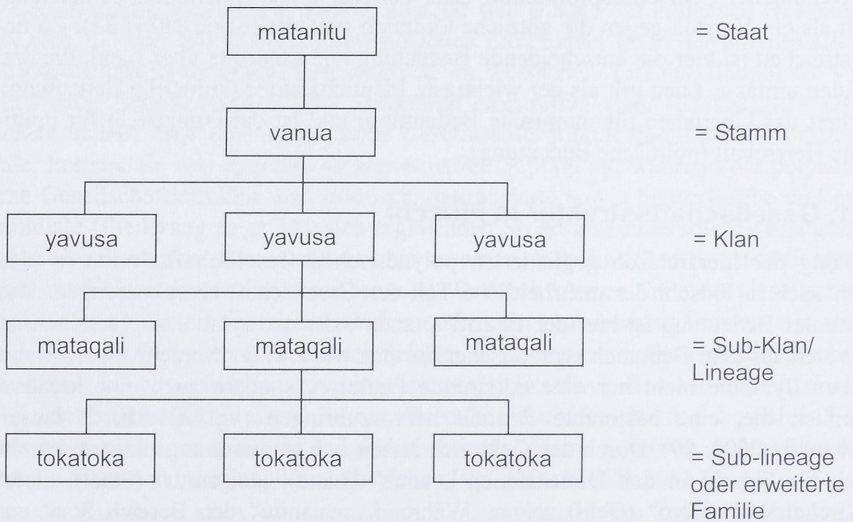 matanitu = Staat
vanua = Stamm
yavusa yavusa yavusa = Klan
mataqali mataqali mataqali = Sub-Klan/
Lineage
tokatoka tokatoka tokatoka = Sub-lineage
oder erweiterte
Familie